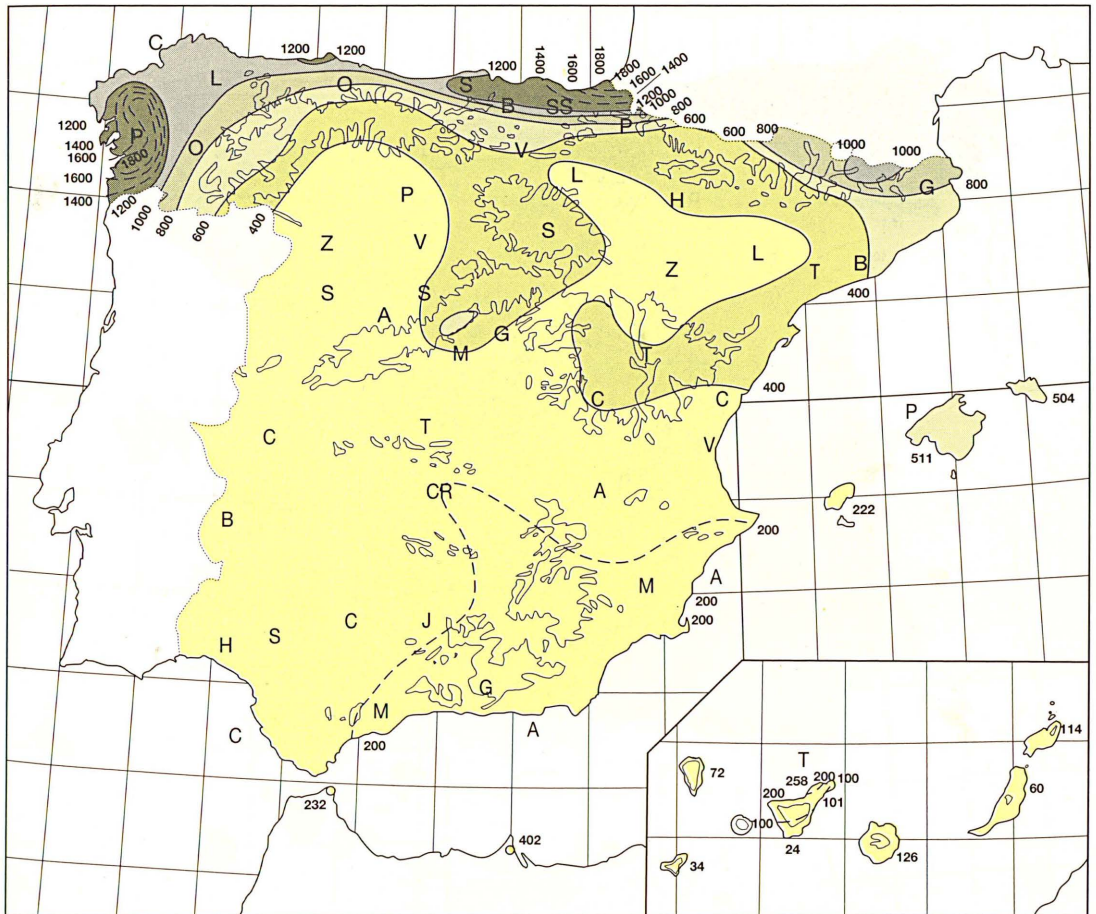 C
1200
1200
1200
1400
1600
1800
1800
1600
1400
1200
1000
800
L
O
S
B
SS
P
600
600
800
1000
1000
1200
1400
1600
1600
1400
P
1800
O
V
G
800
1200
1000
800
600
400
L
P
H
Z
V
S
Z
L
T
B
400
S
S
A
G
M
T
C
C
400
504
P
511
C
T
V
CR
A
222
B
200
M
A
200
200
H
S
C
J
G
M
C
200
A
232
402
T
72
258
200
100
200
101
100
24
34
126
60
114